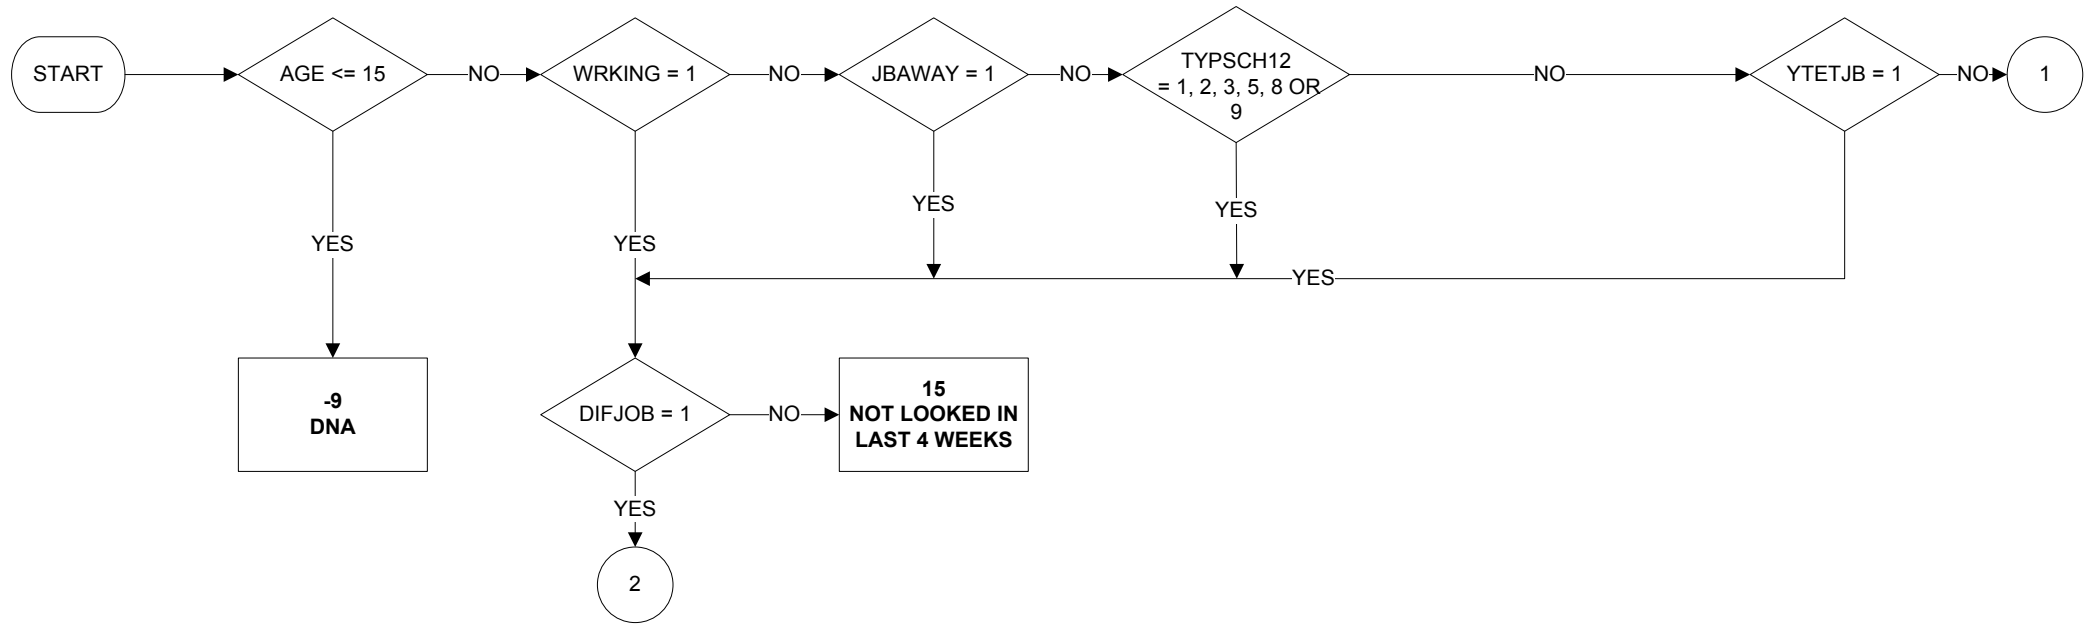 START
AGE <= 15
NO
WRKING = 1
NO
JBAWAY = 1
NO
TYPSCH12
= 1, 2, 3, 5, 8 OR
9
NO
YTETJB = 1
NO
1
YES
YES
YES
YES
YES
-9
DNA
DIFJOB = 1
NO
15
NOT LOOKED IN
LAST 4 WEEKS
YES
2